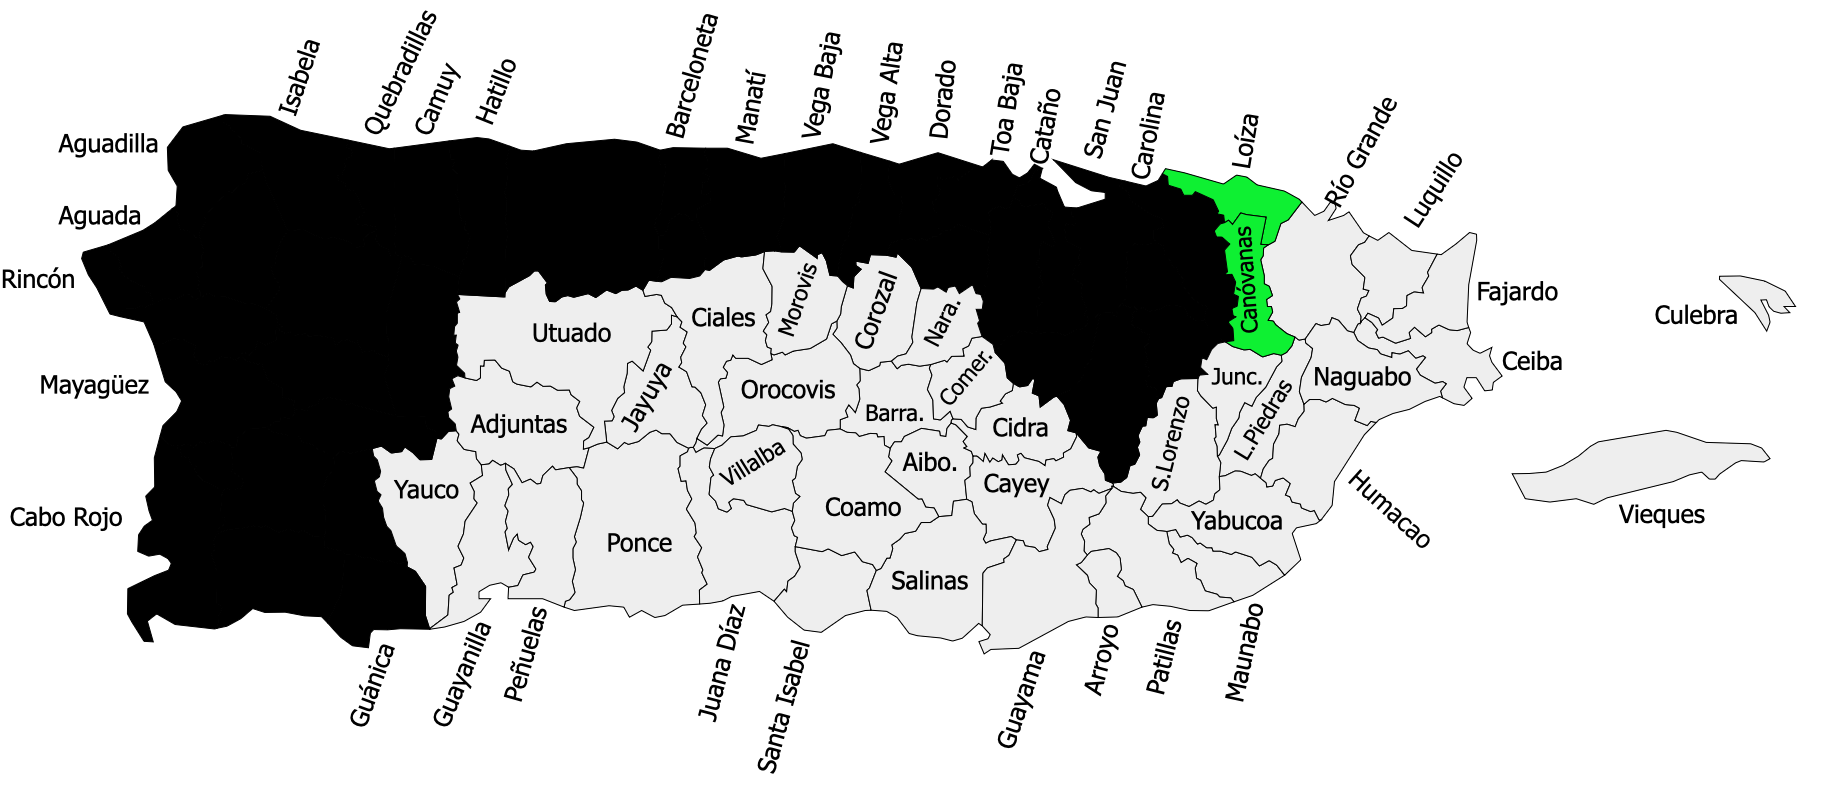 Isabela
Quebradillas
Camuy
Hatillo
Barceloneta
Manatí
Vega Baja
Vega Alta
Dorado
Toa Baja
Cataño
San Juan
Carolina
Loíza
Río Grande
Luquillo
Aguadilla
Aguada
Rincón
Mayagüez
Cabo Rojo
Utuado
Ciales
Morovis
Corozal
Nara.
Canóvanas
Fajardo
Culebra
Ceiba
Adjuntas
Jayuya
Orocovis
Barra.
Comer.
Cidra
Junc.
L.Piedras
Naguabo
S.Lorenzo
Yauco
Villalba
Aibo.
Cayey
Coamo
Ponce
Salinas
Yabucoa
Humacao
Vieques
Guánica
Guayanilla
Peñuelas
Juana Díaz
Santa Isabel
Guayama
Arroyo
Patillas
Maunabo